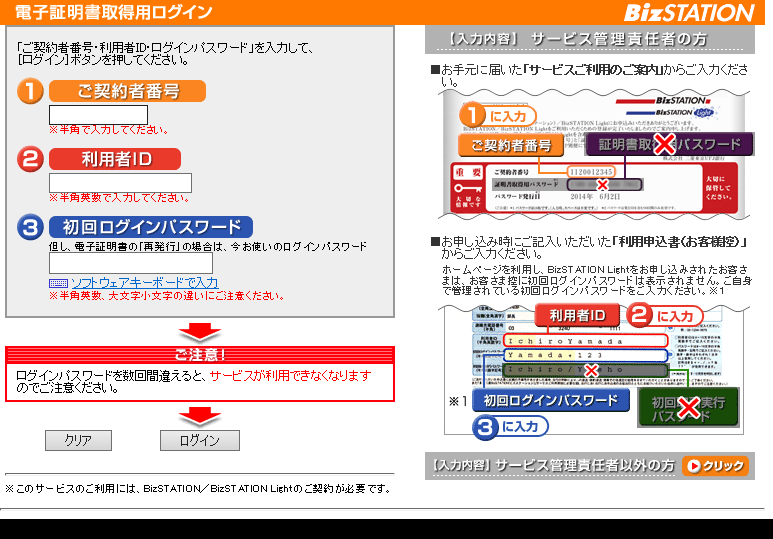 電子証明書取得用ログイン
BizSTATION
「ご契約者番号・利用者ID・ログインパスワード」を入力して、
[ログイン]ボタンを押してください。
1 ご契約者番号
※半角で入力してください。
2 利用者ID
※半角英数で入力してください。
3 初回ログインパスワード
但し、電子証明書の「再発行」の場合は、今お使いのログインパスワード
ソフトウェアキーボードで入力
※半角英数、大文字小文字の違いにご注意ください。
ご注意!
ログインパスワードを数回間違えると、サービスが利用できなくなります
のでご注意ください。
クリア
ログイン
※このサービスのご利用には、BizSTATION/BizSTATION Lightのご契約が必要です。
【入力内容】 サービス管理責任者の方
■お手元に届いた「サービスご利用のご案内」からご入力くださ
い。
BizSTATION
BizSTATION Light
1 に入力
ご契約者番号
重要
ご契約者番号 1120012345
証明書取得用パスワード
パスワード発行日 2014年 6月2日
大切な情報です
大切に
保管して
ください。
■お申し込み時にご記入いただいた「利用申込書(お客様控)」
からご入力ください。
ホームページを利用し、BizSTATION Lightをお申し込みされたお客さ
まは、お客さま控に初回ログインパスワードは表示されません。ご自身
で管理されている初回ログインパスワードをご入力ください。※1
利用者ID
2 に入力
03 3240 1111
IchiroYamada
Yamada+123
※1
初回ログインパスワード
3 に入力
【入力内容】 サービス管理責任者以外の方
クリック